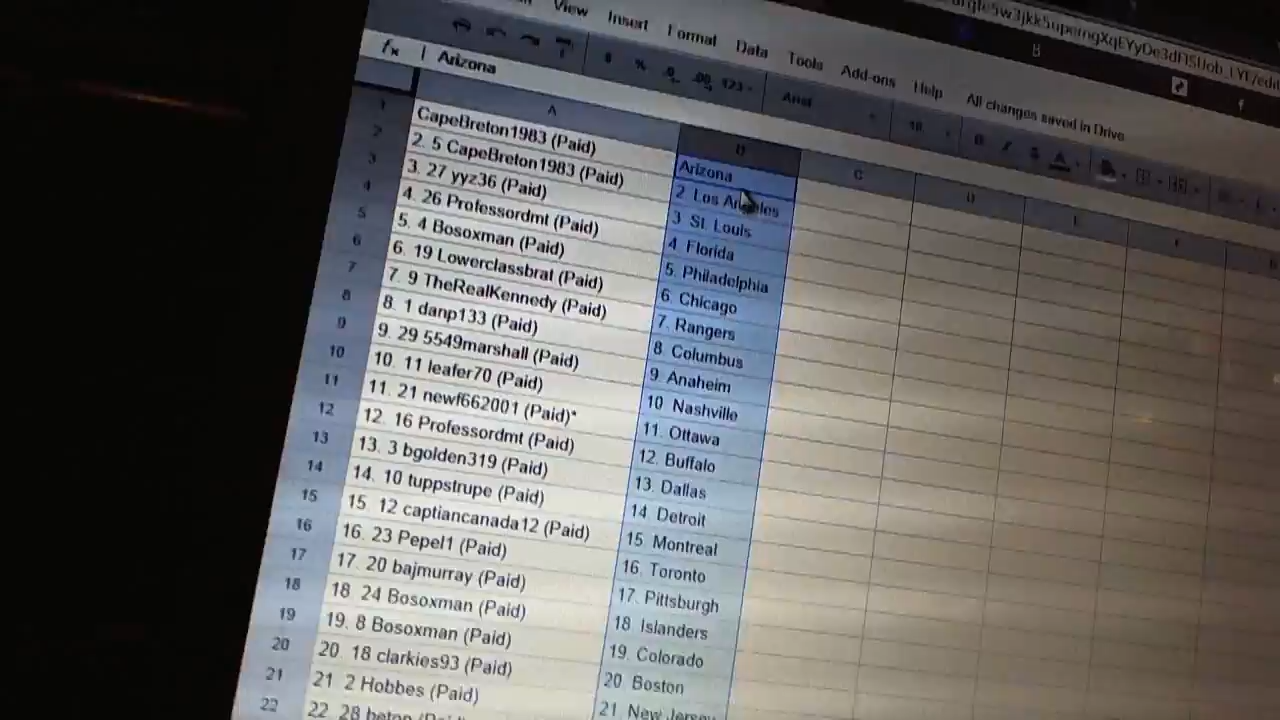 View Insert Format Data Tools Add-ons Help All changes saved in Drive
% .0 .00 123 Arial
fx Arizona
A C
1 CapeBreton1983 (Paid) Arizona
2 2. 5 CapeBreton1983 (Paid) 2 Los Angeles
3 3. 27 yyz36 (Paid) 3 St. Louis
4 4. 26 Professordmt (Paid) 4 Florida
5 5. 4 Bosoxman (Paid) 5. Philadelphia
6 6. 19 Lowerclassbrat (Paid) 6. Chicago
7 7. 9 TheRealKennedy (Paid) 7. Rangers
8 8. 1 danp133 (Paid) 8. Columbus
9 9. 29 5549marshall (Paid) 9. Anaheim
10 10. 11 leafer70 (Paid) 10 Nashville
11 11. 21 newf662001 (Paid)* 11. Ottawa
12 12. 16 Professordmt (Paid) 12. Buffalo
13 13. 3 bgolden319 (Paid) 13. Dallas
14 14. 10 tuppstrupe (Paid) 14 Detroit
15 15. 12 captiancanada12 (Paid) 15 Montreal
16 16. 23 Pepel1 (Paid) 16. Toronto
17 17. 20 bajmurray (Paid) 17. Pittsburgh
18 18 24 Bosoxman (Paid) 18 Islanders
19 19. 8 Bosoxman (Paid) 19. Colorado
20 20. 18 clarkies93 (Paid) 20 Boston
21 21 2 Hobbes (Paid) 21 New Jersey
22 22. 28